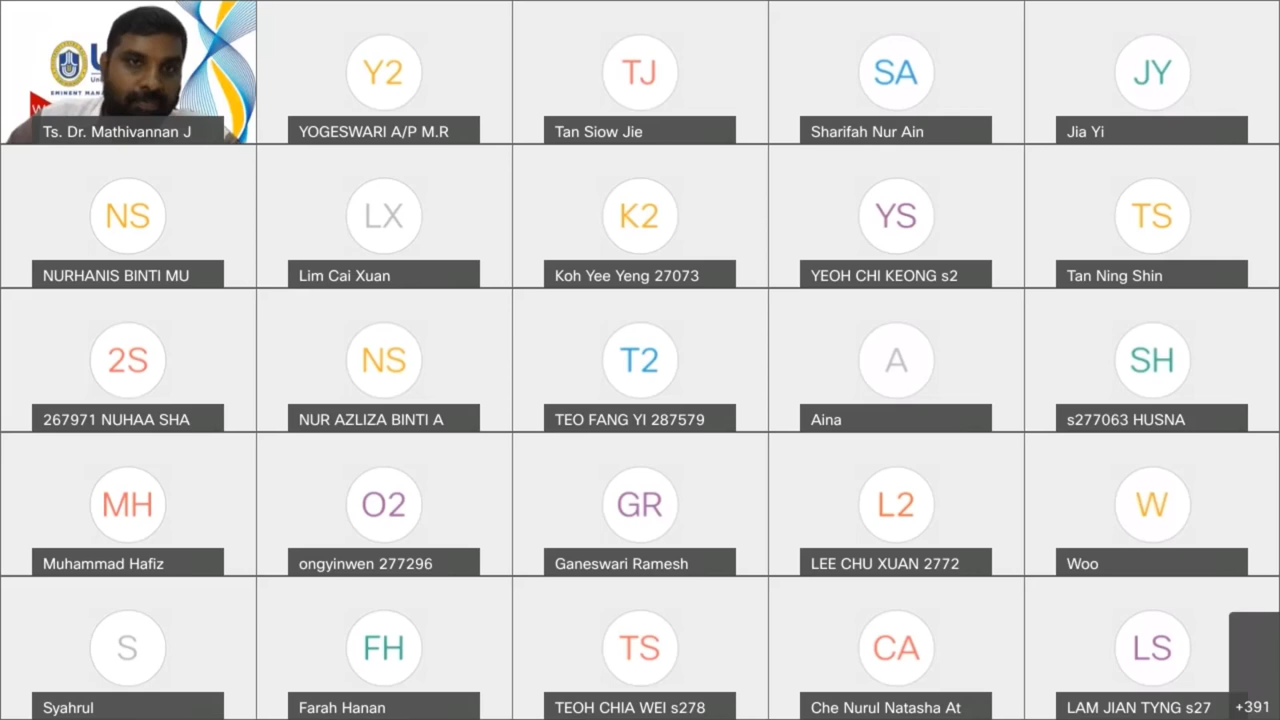 U
EMINENT MANA
W
Ts. Dr. Mathivannan J
Y2
YOGESWARI A/P M.R
TJ
Tan Siow Jie
SA
Sharifah Nur Ain
JY
Jia Yi
NS
NURHANIS BINTI MU
LX
Lim Cai Xuan
K2
Koh Yee Yeng 27073
YS
YEOH CHI KEONG s2
TS
Tan Ning Shin
2S
267971 NUHAA SHA
NS
NUR AZLIZA BINTI A
T2
TEO FANG YI 287579
A
Aina
SH
s277063 HUSNA
MH
Muhammad Hafiz
O2
ongyinwen 277296
GR
Ganeswari Ramesh
L2
LEE CHU XUAN 2772
W
Woo
S
Syahrul
FH
Farah Hanan
TS
TEOH CHIA WEI s278
CA
Che Nurul Natasha At
LS
LAM JIAN TYNG s27
+391